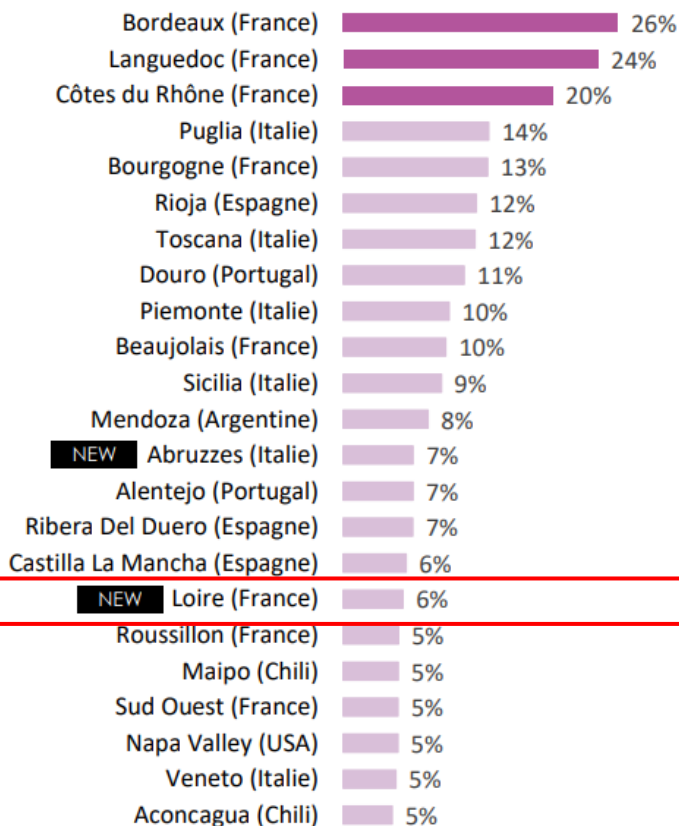 Bordeaux (France) 26%
Languedoc (France) 24%
Côtes du Rhône (France) 20%
Puglia (Italie) 14%
Bourgogne (France) 13%
Rioja (Espagne) 12%
Toscana (Italie) 12%
Douro (Portugal) 11%
Piemonte (Italie) 10%
Beaujolais (France) 10%
Sicilia (Italie) 9%
Mendoza (Argentine) 8%
NEW Abruzzes (Italie) 7%
Alentejo (Portugal) 7%
Ribera Del Duero (Espagne) 7%
Castilla La Mancha (Espagne) 6%
NEW Loire (France) 6%
Roussillon (France) 5%
Maipo (Chili) 5%
Sud Ouest (France) 5%
Napa Valley (USA) 5%
Veneto (Italie) 5%
Aconcagua (Chili) 5%